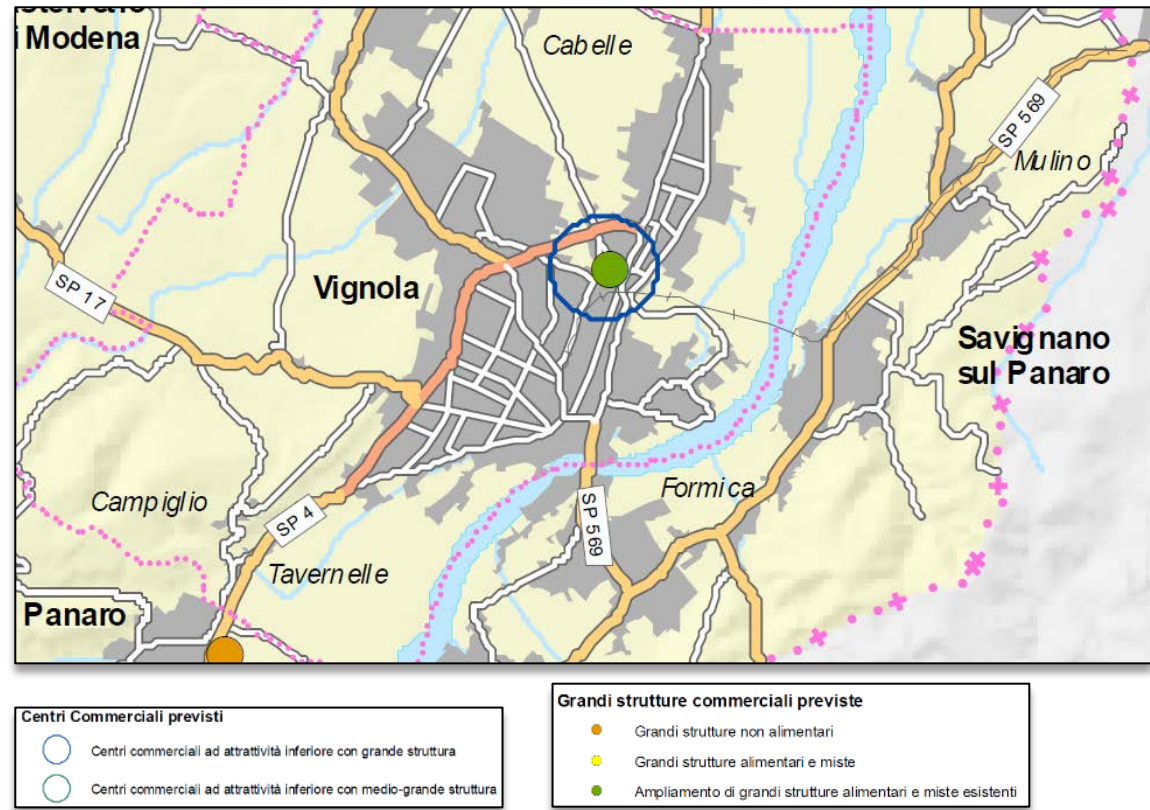 i Modena
Cabelle
SP 569
Mulino
Vignola
SP 17
Savignano
sul Panaro
Campiglio
SP 4
Formica
SP 569
Tavernelle
Panaro
Centri Commerciali previsti
Centri commerciali ad attrattività inferiore con grande struttura
Centri commerciali ad attrattività inferiore con medio-grande struttura
Grandi strutture commerciali previste
Grandi strutture non alimentari
Grandi strutture alimentari e miste
Ampliamento di grandi strutture alimentari e miste esistenti